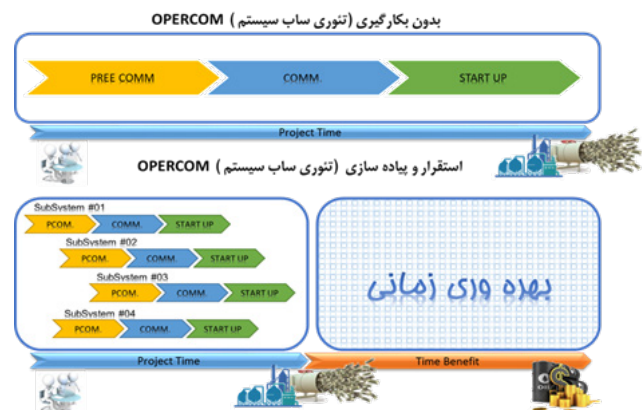 بدون بکارگیری (تئوری ساب سیستم ) OPERCOM
PREE COMM
COMM.
START UP
Project Time
استقرار و پیاده سازی (تئوری ساب سیستم ) OPERCOM
SubSystem #01
PCOM. COMM. START UP
SubSystem #02
PCOM. COMM. START UP
SubSystem #03
PCOM. COMM. START UP
SubSystem #04
PCOM. COMM. START UP
بهره وری زمانی
Project Time
Time Benefit